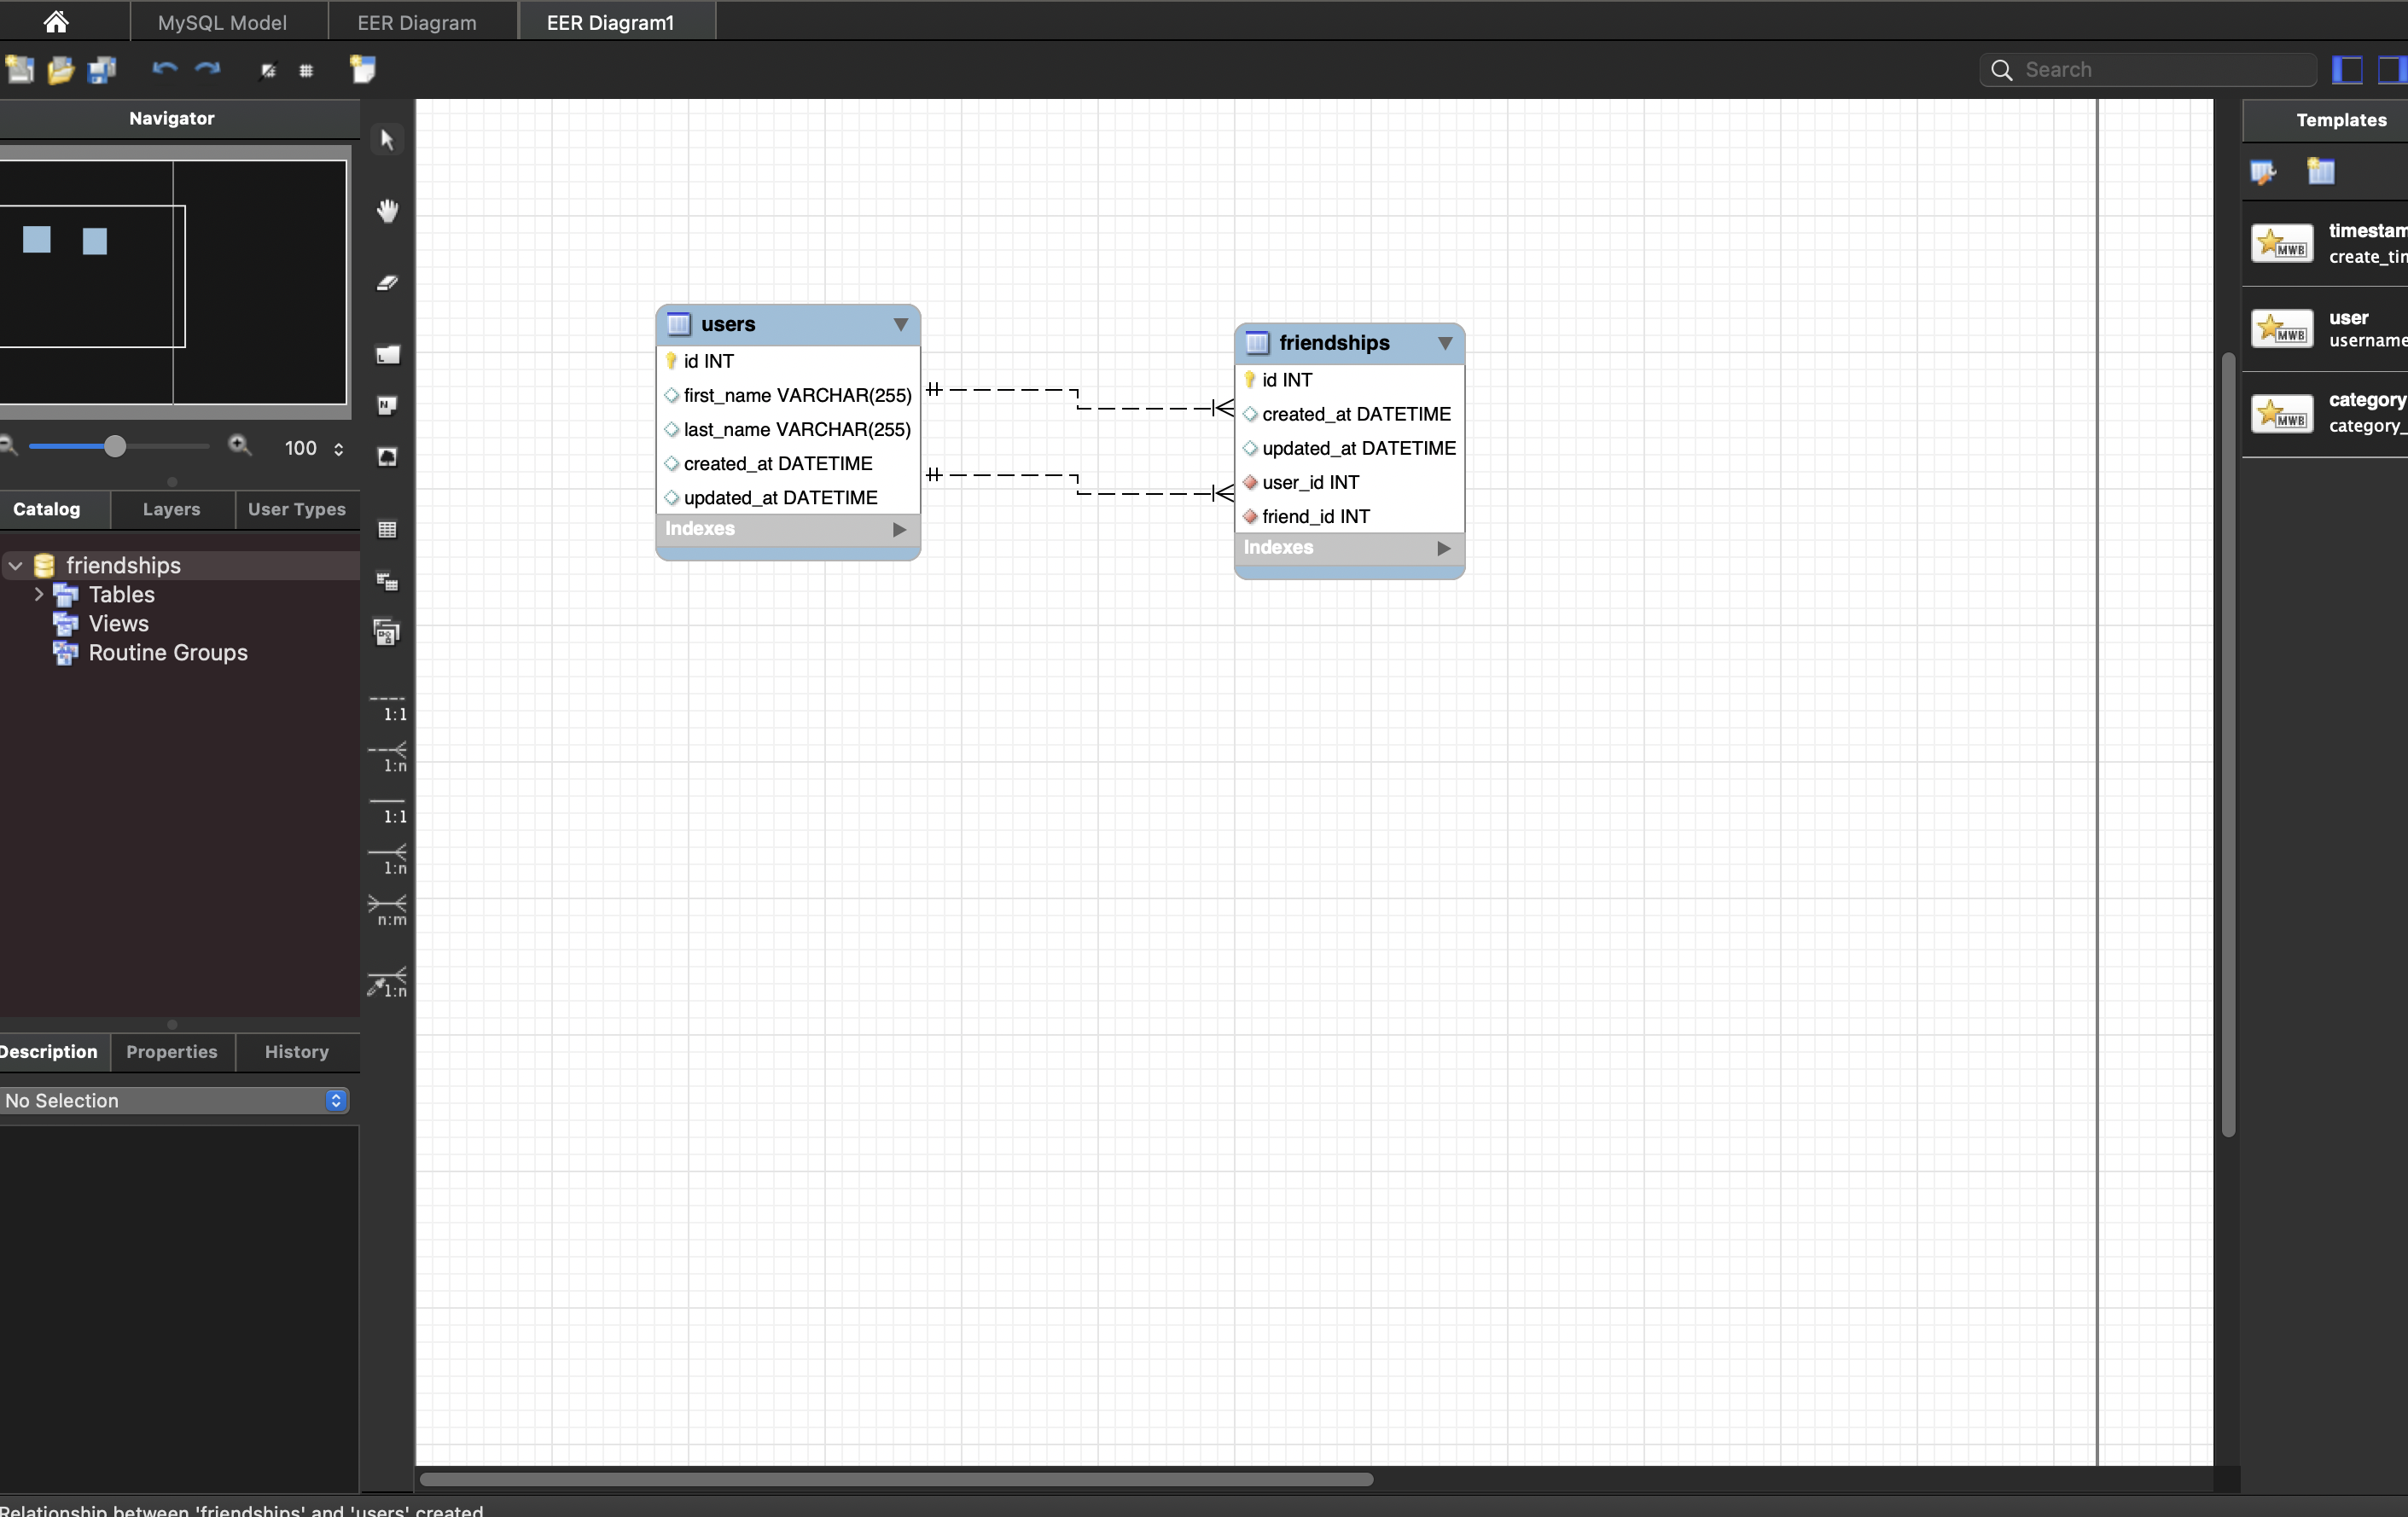 MySQL Model
EER Diagram
EER Diagram1
Search
Navigator
Templates
100
Catalog
Layers
User Types
friendships
Tables
Views
Routine Groups
Description
Properties
History
No Selection
1:1
1:n
1:1
1:n
n:m
1:n
users
id INT
first_name VARCHAR(255)
last_name VARCHAR(255)
created_at DATETIME
updated_at DATETIME
Indexes
friendships
id INT
created_at DATETIME
updated_at DATETIME
user_id INT
friend_id INT
Indexes
MWB
timestam
create_tim
MWB
user
username
MWB
category
category_
Relationship between 'friendships' and 'users' created